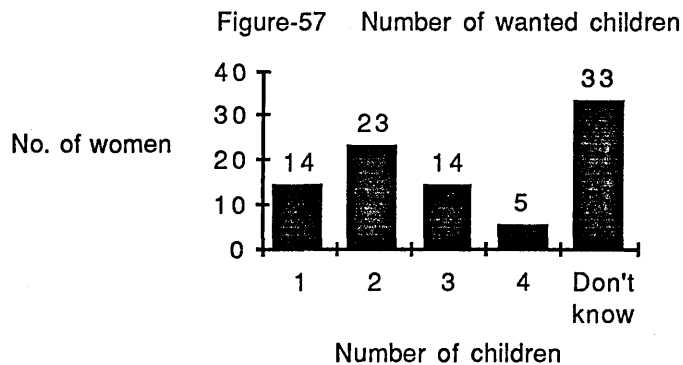 Figure-57 Number of wanted children
40
33
30
23
No. of women
20
14
14
10
5
0
1 2 3 4 Don't
know
Number of children